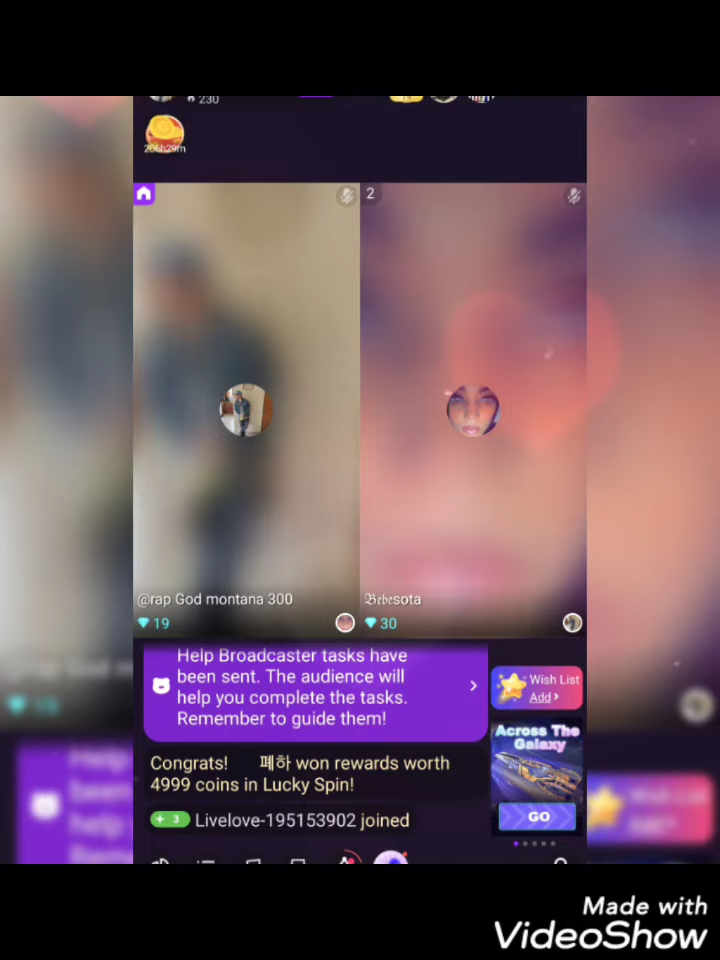 230
206h29m
2
@rap God montana 300
𝔅𝔢𝔟𝔢sota
19
30
Help Broadcaster tasks have
been sent. The audience will
help you complete the tasks.
Remember to guide them!
Wish List
Add >
Across The
Galaxy
GO
Congrats! 폐하 won rewards worth
4999 coins in Lucky Spin!
+ 3 Livelove-195153902 joined
Made with
VideoShow